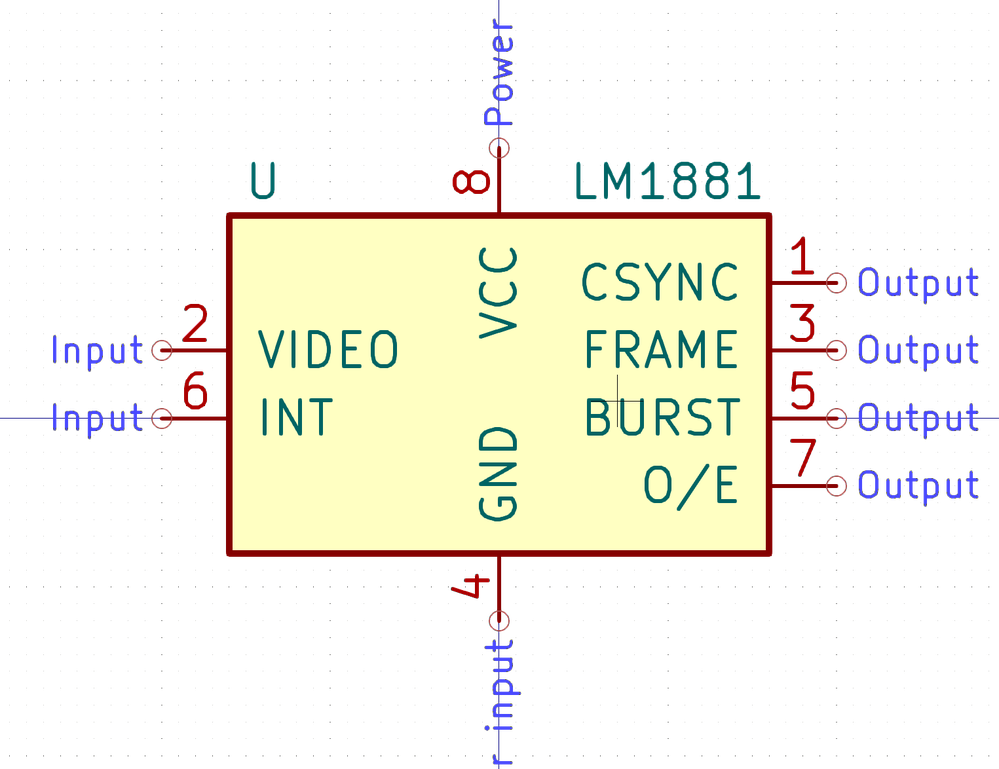 Power
8
U
LM1881
VCC
CSYNC
1
Output
Input
2
VIDEO
FRAME
3
Output
Input
6
INT
BURST
5
Output
GND
O/E
7
Output
4
r input